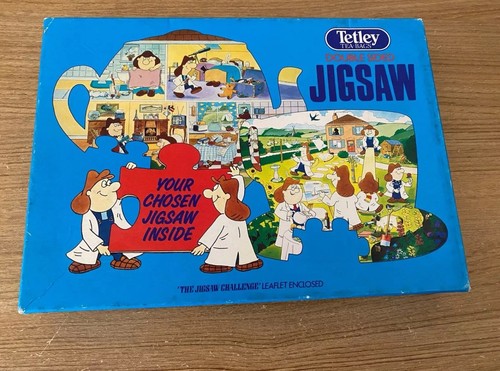 Tetley
TEA BAGS
DOUBLE SIDED
JIGSAW
YOUR
CHOSEN
JIGSAW
INSIDE
'THE JIGSAW CHALLENGE' LEAFLET ENCLOSED